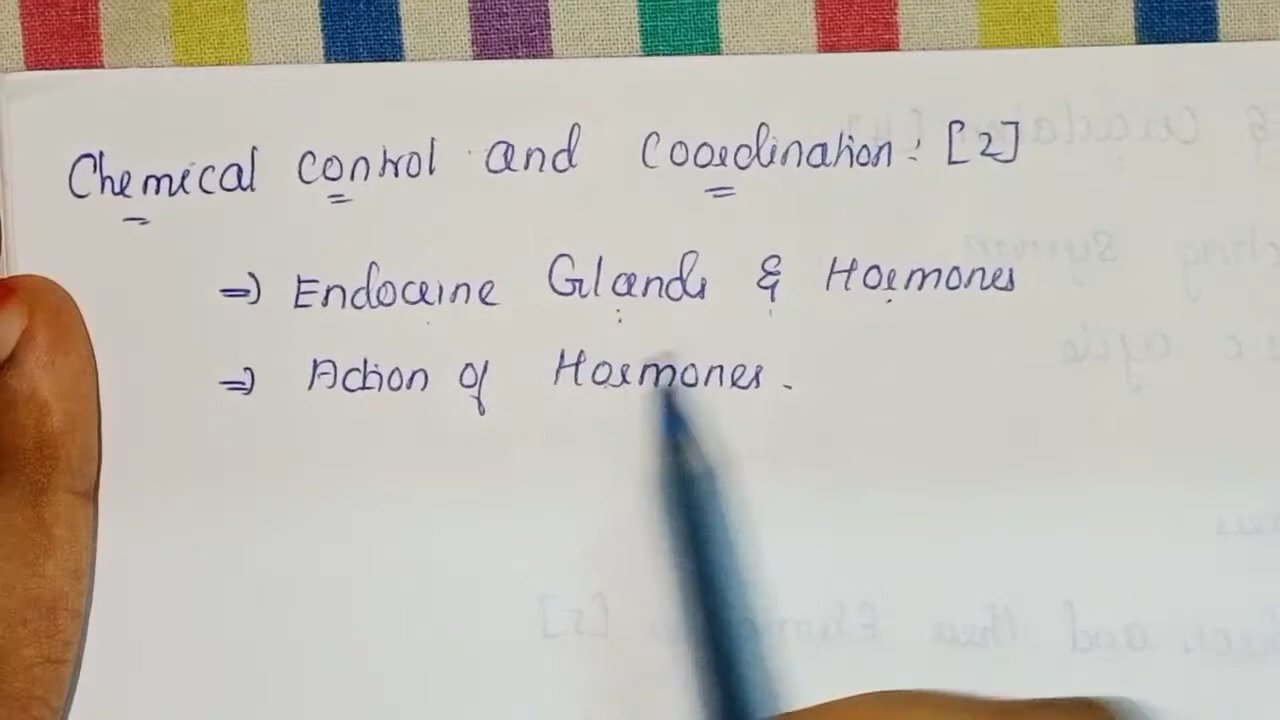 Chemical control and Coordination: [2]
⇒ Endocrine Glands & Hormones
⇒ Action of Hormones.